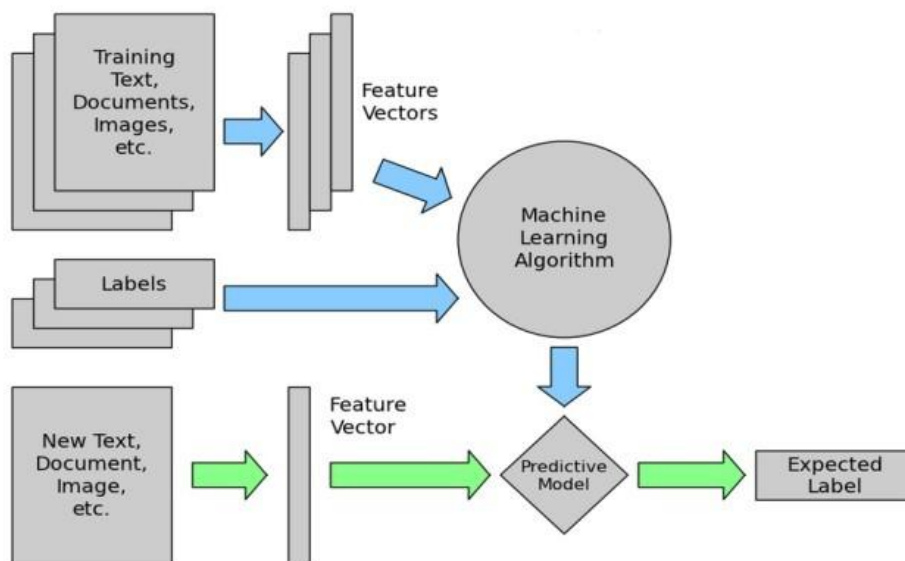 Training
Text,
Documents,
Images,
etc.
Feature
Vectors
Machine
Learning
Algorithm
Labels
New Text,
Document,
Image,
etc.
Feature
Vector
Predictive
Model
Expected
Label